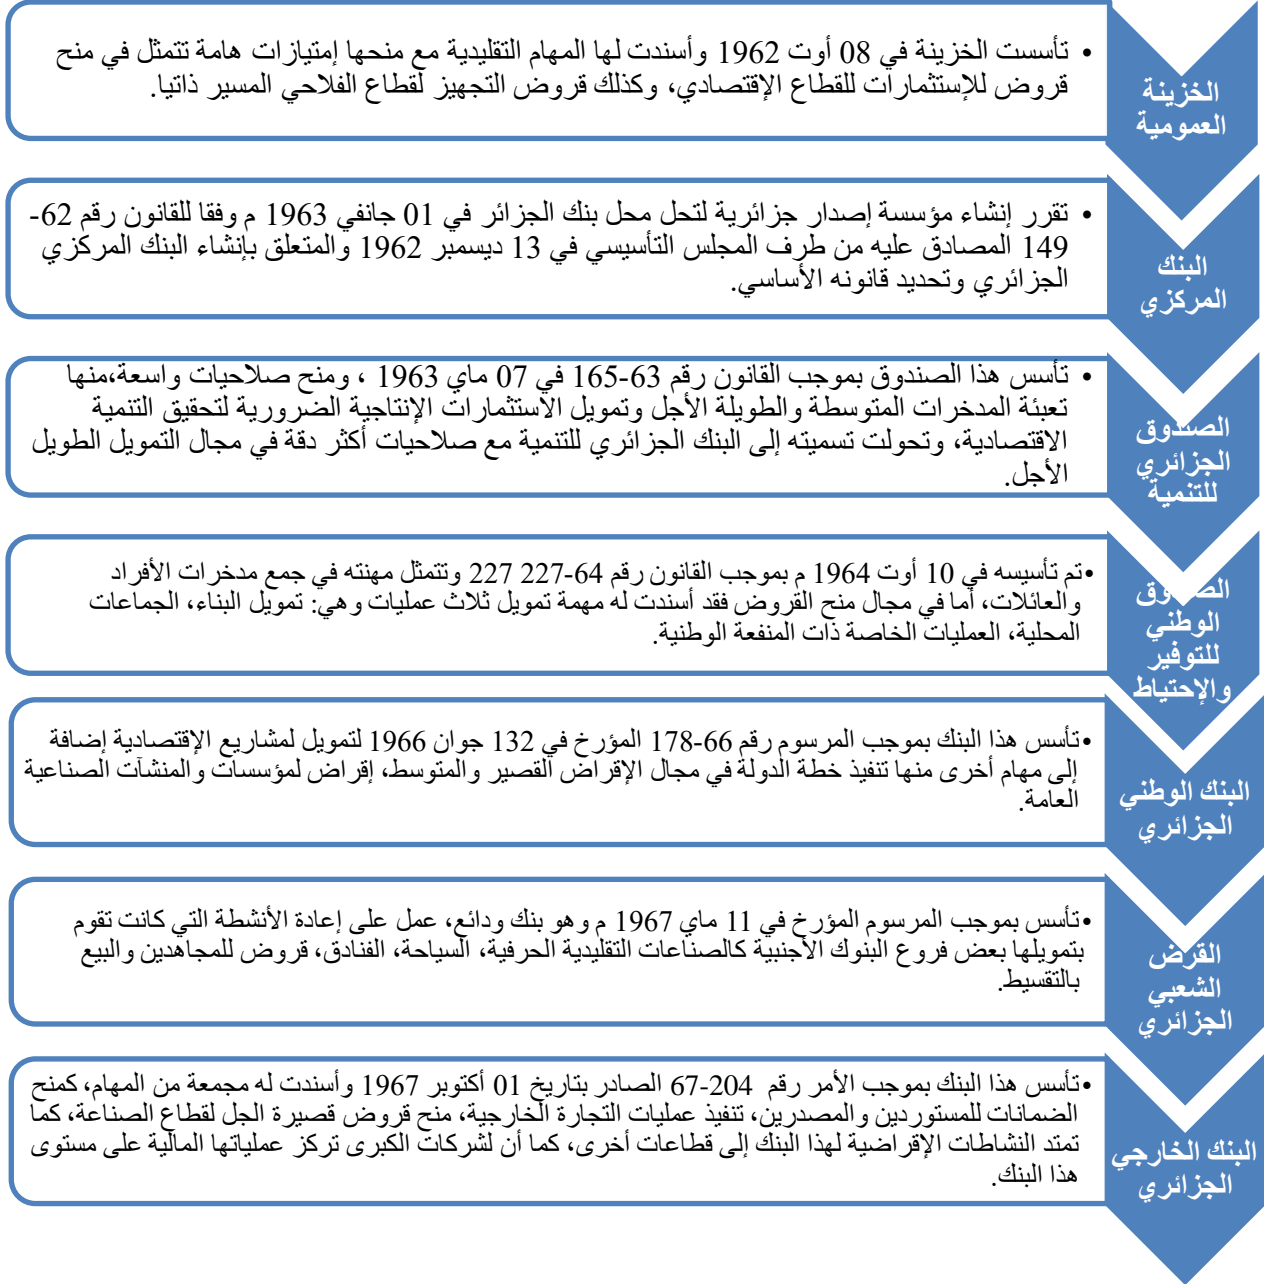 الخزينة
العمومية
• تأسست الخزينة في 08 أوت 1962 وأسندت لها المهام التقليدية مع منحها إمتيازات هامة تتمثل في منح
قروض للإستثمارات للقطاع الإقتصادي، وكذلك قروض التجهيز لقطاع الفلاحي المسير ذاتيا.
البنك
المركزي
• تقرر إنشاء مؤسسة إصدار جزائرية لتحل محل بنك الجزائر في 01 جانفي 1963 م وفقا للقانون رقم 62-
149 المصادق عليه من طرف المجلس التأسيسي في 13 ديسمبر 1962 والمتعلق بإنشاء البنك المركزي
الجزائري وتحديد قانونه الأساسي.
الصندوق
الجزائري
للتنمية
• تأسس هذا الصندوق بموجب القانون رقم 63-165 في 07 ماي 1963 ، ومنح صلاحيات واسعة،منها
تعبئة المدخرات المتوسطة والطويلة الأجل وتمويل الاستثمارات الإنتاجية الضرورية لتحقيق التنمية
الاقتصادية، وتحولت تسميته إلى البنك الجزائري للتنمية مع صلاحيات أكثر دقة في مجال التمويل الطويل
الأجل.
الصندوق
الوطني
للتوفير
والإحتياط
•تم تأسيسه في 10 أوت 1964 م بموجب القانون رقم 64-227 227 وتتمثل مهنته في جمع مدخرات الأفراد
والعائلات، أما في مجال منح القروض فقد أسندت له مهمة تمويل ثلاث عمليات وهي: تمويل البناء، الجماعات
المحلية، العمليات الخاصة ذات المنفعة الوطنية.
البنك الوطني
الجزائري
•تأسس هذا البنك بموجب المرسوم رقم 66-178 المؤرخ في 132 جوان 1966 لتمويل لمشاريع الإقتصادية إضافة
إلى مهام أخرى منها تنفيذ خطة الدولة في مجال الإقراض القصير والمتوسط، إقراض لمؤسسات والمنشآت الصناعية
العامة.
القرض
الشعبي
الجزائري
•تأسس بموجب المرسوم المؤرخ في 11 ماي 1967 م وهو بنك ودائع، عمل على إعادة الأنشطة التي كانت تقوم
بتمويلها بعض فروع البنوك الأجنبية كالصناعات التقليدية الحرفية، السياحة، الفنادق، قروض للمجاهدين والبيع
بالتقسيط.
البنك الخارجي
الجزائري
•تأسس هذا البنك بموجب الأمر رقم 204-67 الصادر بتاريخ 01 أكتوبر 1967 وأسندت له مجمعة من المهام، كمنح
الضمانات للمستوردين والمصدرين، تنفيذ عمليات التجارة الخارجية، منح قروض قصيرة الجل لقطاع الصناعة، كما
تمتد النشاطات الإقراضية لهذا البنك إلى قطاعات أخرى، كما أن لشركات الكبرى تركز عملياتها المالية على مستوى
هذا البنك.